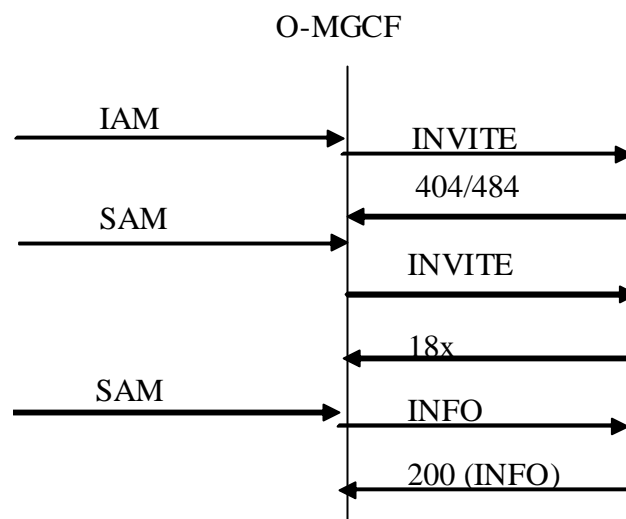 O-MGCF
IAM
INVITE
404/484
SAM
INVITE
18x
SAM
INFO
200 (INFO)